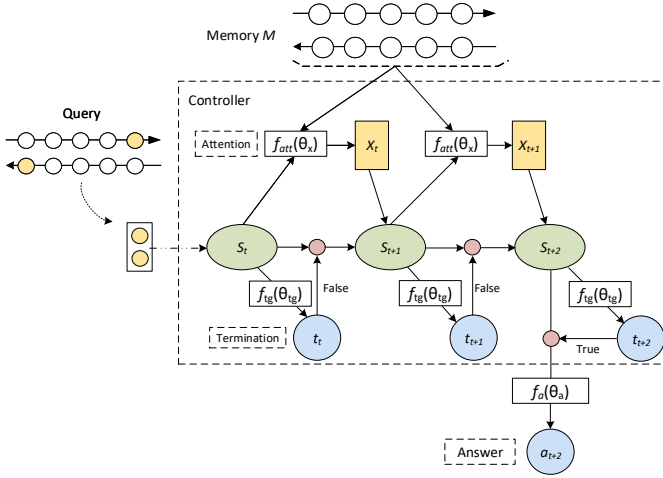 Memory M
Controller
Query
Attention
f_att(θ_x)
X_t
f_att(θ_x)
X_t+1
S_t
S_t+1
S_t+2
f_tg(θ_tg)
False
f_tg(θ_tg)
False
f_tg(θ_tg)
Termination
t_t
t_t+1
True
t_t+2
f_a(θ_a)
Answer
a_t+2